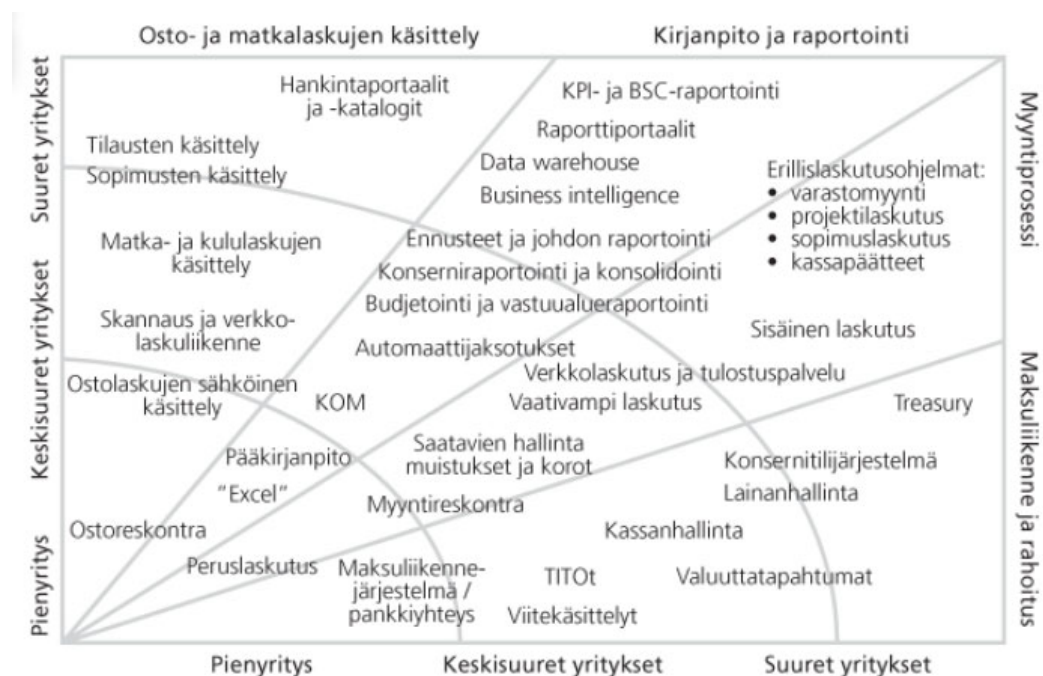 Osto- ja matkalaskujen käsittely
Kirjanpito ja raportointi
Suuret yritykset
Keskisuuret yritykset
Pienyritys
Hankintaportaalit
ja -katalogit
Tilausten käsittely
Sopimusten käsittely
Matka- ja kululaskujen
käsittely
Skannaus ja verkko-
laskuliikenne
Ostolaskujen sähköinen
käsittely
Ostoreskontra
KPI- ja BSC-raportointi
Raporttiportaalit
Data warehouse
Business intelligence
Ennusteet ja johdon raportointi
Konserniraportointi ja konsolidointi
Budjetointi ja vastuualueraportointi
Automaattijaksotukset
KOM
Pääkirjanpito
"Excel"
Erillislaskutusohjelmat:
• varastomyynti
• projektilaskutus
• sopimuslaskutus
• kassapäätteet
Sisäinen laskutus
Verkkolaskutus ja tulostuspalvelu
Vaativampi laskutus
Saatavien hallinta
muistukset ja korot
Myyntireskontra
Peruslaskutus
Treasury
Konsernitilijärjestelmä
Lainanhallinta
Kassanhallinta
Valuuttatapahtumat
TITOt
Viitekäsittelyt
Maksuliikenne-
järjestelmä /
pankkiyhteys
Myyntiprosessi
Maksuliikenne ja rahoitus
Pienyritys
Keskisuuret yritykset
Suuret yritykset